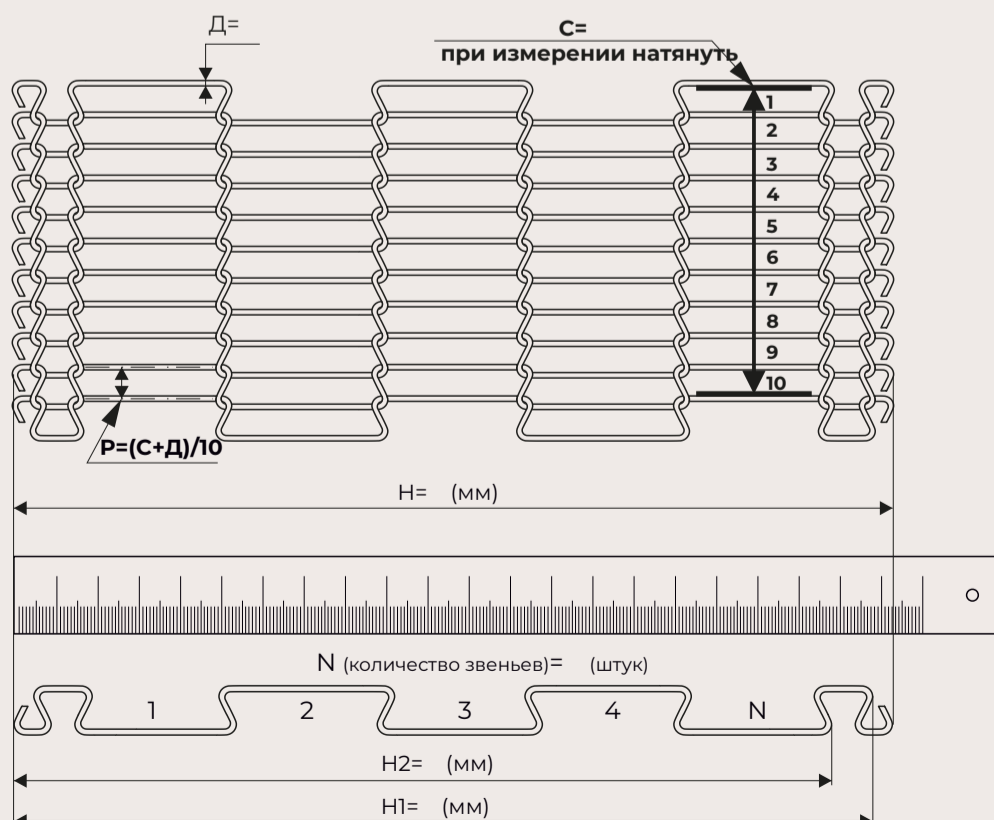 Д=
С=
при измерении натянуть
1
2
3
4
5
6
7
8
9
10
Р=(С+Д)/10
Н= (мм)
N (количество звеньев)= (штук)
1 2 3 4 N
Н2= (мм)
Н1= (мм)